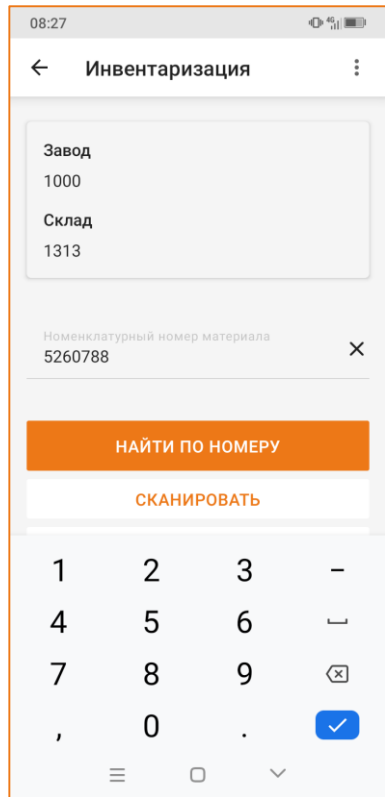 08:27
4G
Инвентаризация
Завод
1000
Склад
1313
Номенклатурный номер материала
5260788
НАЙТИ ПО НОМЕРУ
СКАНИРОВАТЬ
1 2 3 –
4 5 6
7 8 9
, 0 .